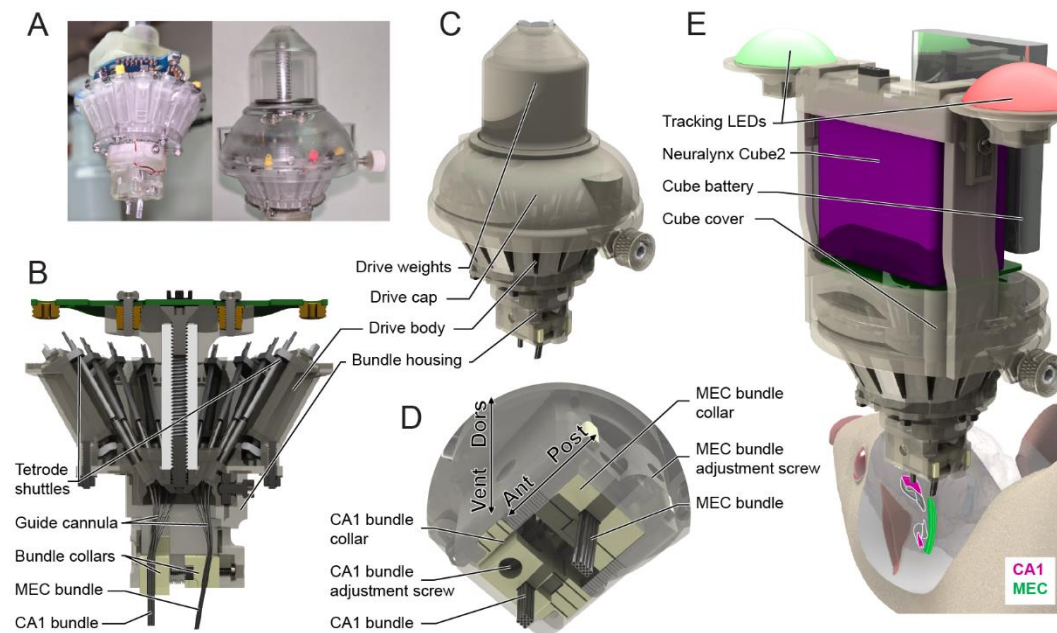 A
B
Tetrode
shuttles
Guide cannula
Bundle collars
MEC bundle
CA1 bundle
C
Drive weights
Drive cap
Drive body
Bundle housing
D
Dors
Vent
Post
Ant
CA1 bundle
collar
CA1 bundle
adjustment screw
CA1 bundle
MEC bundle
collar
MEC bundle
adjustment screw
MEC bundle
E
Tracking LEDs
Neuralynx Cube2
Cube battery
Cube cover
CA1
MEC